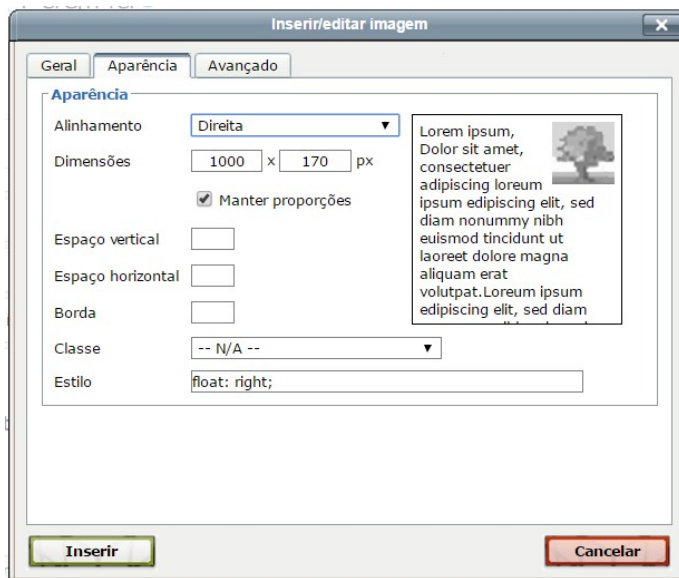 Inserir/editar imagem
Geral Aparência Avançado
Aparência
Alinhamento Direita
Dimensões 1000 x 170 px
Manter proporções
Espaço vertical
Espaço horizontal
Borda
Classe -- N/A --
Estilo float: right;
Lorem ipsum,
Dolor sit amet,
consectetuer
adipiscing loreum
ipsum edipiscing elit, sed
diam nonummy nibh
euismod tincidunt ut
laoreet dolore magna
aliquam erat
volutpat.Loreum ipsum
edipiscing elit, sed diam
Inserir Cancelar